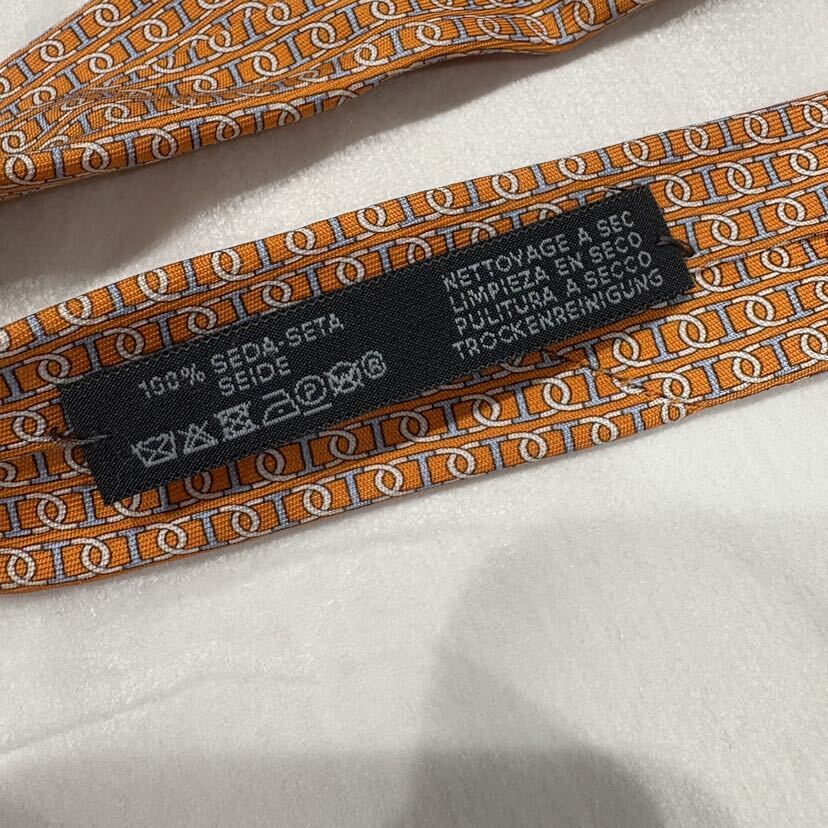 100% SEDA-SETA
SEIDE
P
NETTOYAGE A SEC
LIMPIEZA EN SECO
PULITURA A SECCO
TROCKENREINIGUNG